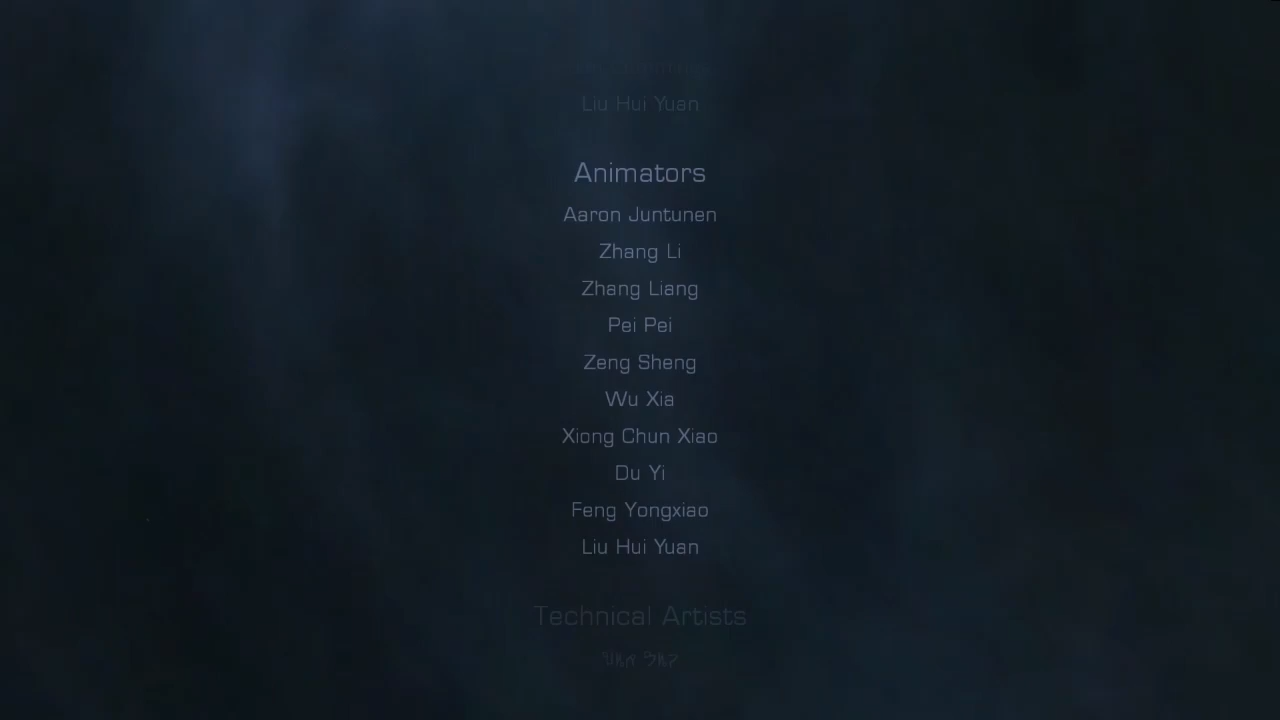 Liu Hui Yuan
Animators
Aaron Juntunen
Zhang Li
Zhang Liang
Pei Pei
Zeng Sheng
Wu Xia
Xiong Chun Xiao
Du Yi
Feng Yongxiao
Liu Hui Yuan
Technical Artists